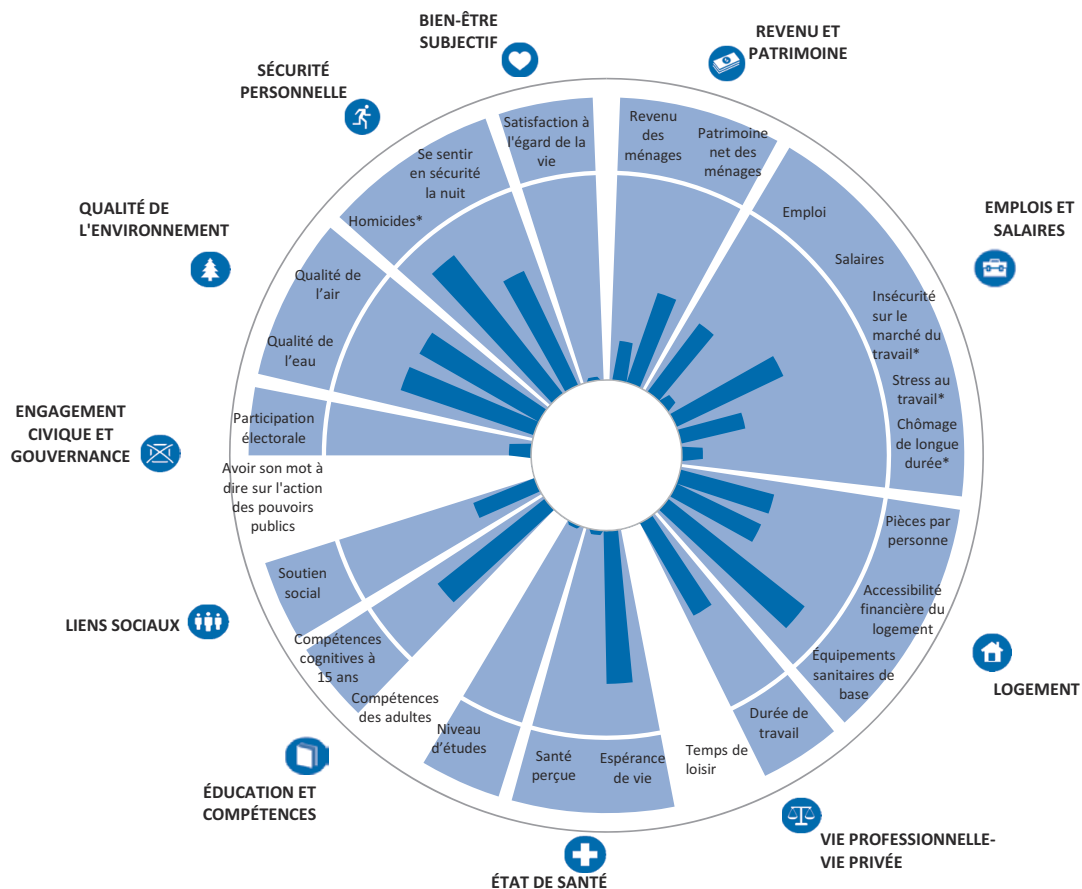 BIEN-ÊTRE
SUBJECTIF
REVENU ET
PATRIMOINE
SÉCURITÉ
PERSONNELLE
Satisfaction à
l'égard de la
vie
Revenu
des
ménages
Patrimoine
net des
ménages
Se sentir
en sécurité
la nuit
Homicides*
QUALITÉ DE
L'ENVIRONNEMENT
EMPLOIS ET
SALAIRES
Emploi
Salaires
Insécurité
sur le
marché du
travail*
Stress au
travail*
Chômage
de longue
durée*
Qualité de
l’air
Qualité de
l’eau
ENGAGEMENT
CIVIQUE ET
GOUVERNANCE
Participation
électorale
Avoir son mot à
dire sur l'action
des pouvoirs
publics
Pièces par
personne
Accessibilité
financière du
logement
Équipements
sanitaires de
base
LOGEMENT
LIENS SOCIAUX
Soutien
social
Compétences
cognitives à
15 ans
Compétences
des adultes
Niveau
d’études
Santé
perçue
Espérance
de vie
Temps de
loisir
Durée de
travail
ÉDUCATION ET
COMPÉTENCES
VIE PROFESSIONNELLE-
VIE PRIVÉE
ÉTAT DE SANTÉ